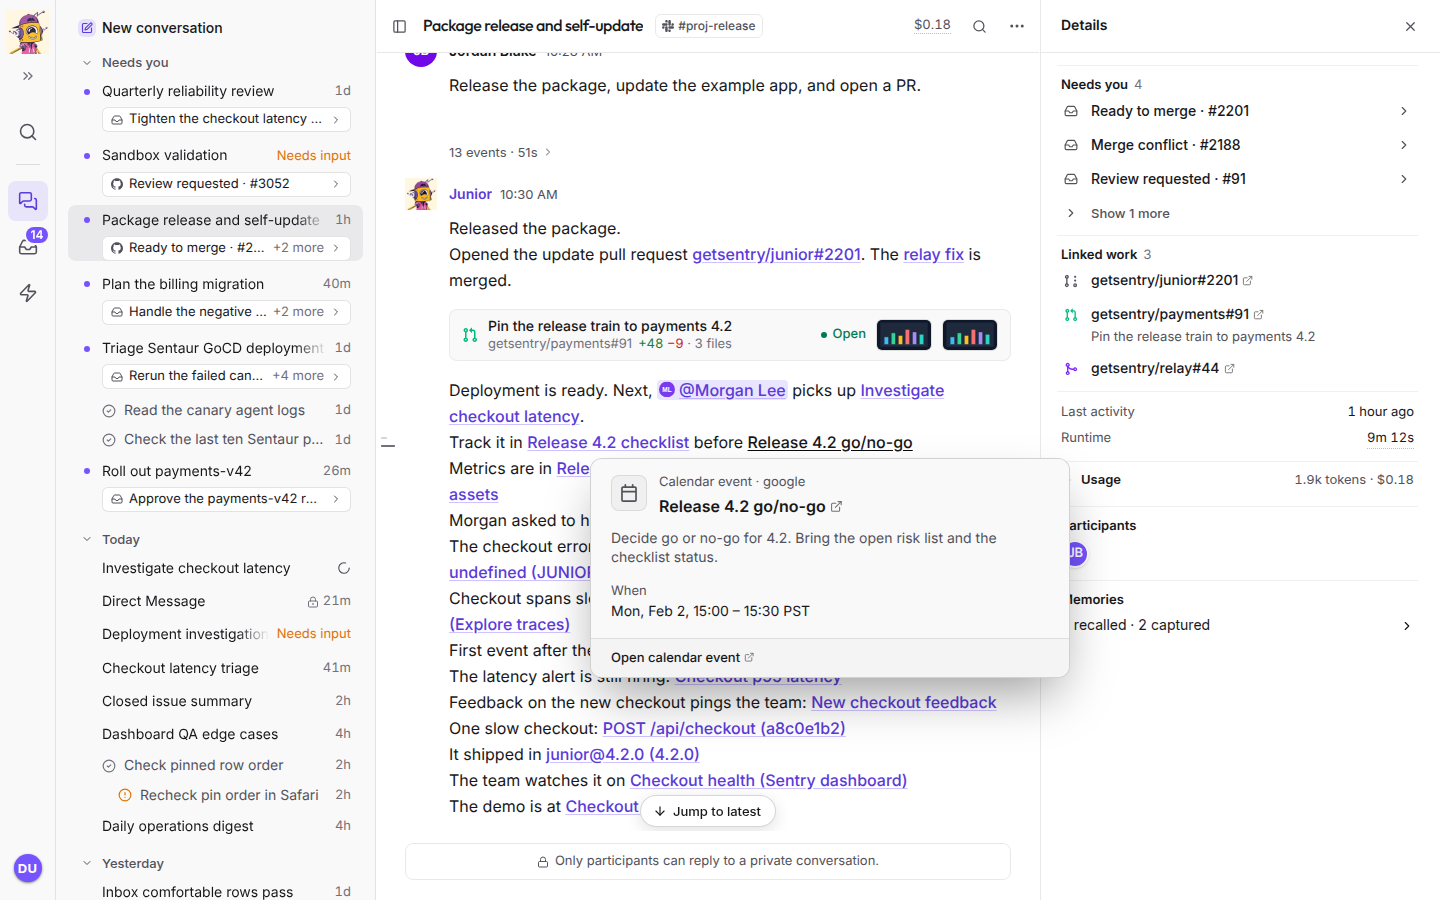 New conversation
Needs you
Quarterly reliability review 1d
Tighten the checkout latency ...
Sandbox validation Needs input
Review requested · #3052
Package release and self-update 1h
Ready to merge · #2... +2 more
Plan the billing migration 40m
Handle the negative ... +2 more
Triage Sentaur GoCD deployment 1d
Rerun the failed can... +4 more
Read the canary agent logs 1d
Check the last ten Sentaur p... 1d
Roll out payments-v42 26m
Approve the payments-v42 r...
Today
Investigate checkout latency
Direct Message 21m
Deployment investigation Needs input
Checkout latency triage 41m
Closed issue summary 2h
Dashboard QA edge cases 4h
Check pinned row order 2h
Recheck pin order in Safari 2h
Daily operations digest 4h
Yesterday
Inbox comfortable rows pass 1d
14
DU
Package release and self-update #proj-release $0.18
Jordan Blake 10:28 AM
Release the package, update the example app, and open a PR.
13 events · 51s
Junior 10:30 AM
Released the package.
Opened the update pull request getsentry/junior#2201. The relay fix is
merged.
Pin the release train to payments 4.2
getsentry/payments#91 +48 −9 · 3 files
Open
Deployment is ready. Next, ML @Morgan Lee picks up Investigate
checkout latency.
Track it in Release 4.2 checklist before Release 4.2 go/no-go
Metrics are in Rele
assets
Morgan asked to h
The checkout erro
undefined (JUNIOR
Checkout spans sl
(Explore traces)
First event after the
The latency alert is still firing: Checkout p95 latency
Feedback on the new checkout pings the team: New checkout feedback
One slow checkout: POST /api/checkout (a8c0e1b2)
It shipped in junior@4.2.0 (4.2.0)
The team watches it on Checkout health (Sentry dashboard)
The demo is at Checkout
Jump to latest
Only participants can reply to a private conversation.
Calendar event · google
Release 4.2 go/no-go
Decide go or no-go for 4.2. Bring the open risk list and the
checklist status.
When
Mon, Feb 2, 15:00 – 15:30 PST
Open calendar event
Details
Needs you 4
Ready to merge · #2201
Merge conflict · #2188
Review requested · #91
Show 1 more
Linked work 3
getsentry/junior#2201
getsentry/payments#91
Pin the release train to payments 4.2
getsentry/relay#44
Last activity 1 hour ago
Runtime 9m 12s
Usage 1.9k tokens · $0.18
articipants
JB
Memories
recalled · 2 captured